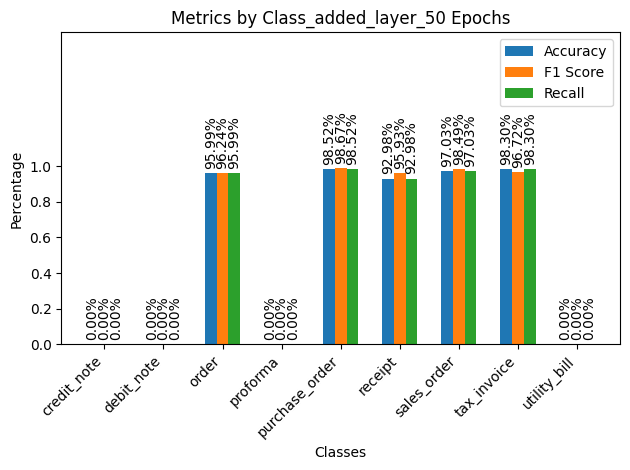 Metrics by Class_added_layer_50 Epochs
Accuracy
F1 Score
Recall
Percentage
1.0
0.8
0.6
0.4
0.2
0.0
0.00%
0.00%
0.00%
0.00%
0.00%
0.00%
95.99%
96.24%
95.99%
0.00%
0.00%
0.00%
98.52%
98.67%
98.52%
92.98%
95.93%
92.98%
97.03%
98.49%
97.03%
98.30%
96.72%
98.30%
0.00%
0.00%
0.00%
credit_note
debit_note
order
proforma
purchase_order
receipt
sales_order
tax_invoice
utility_bill
Classes